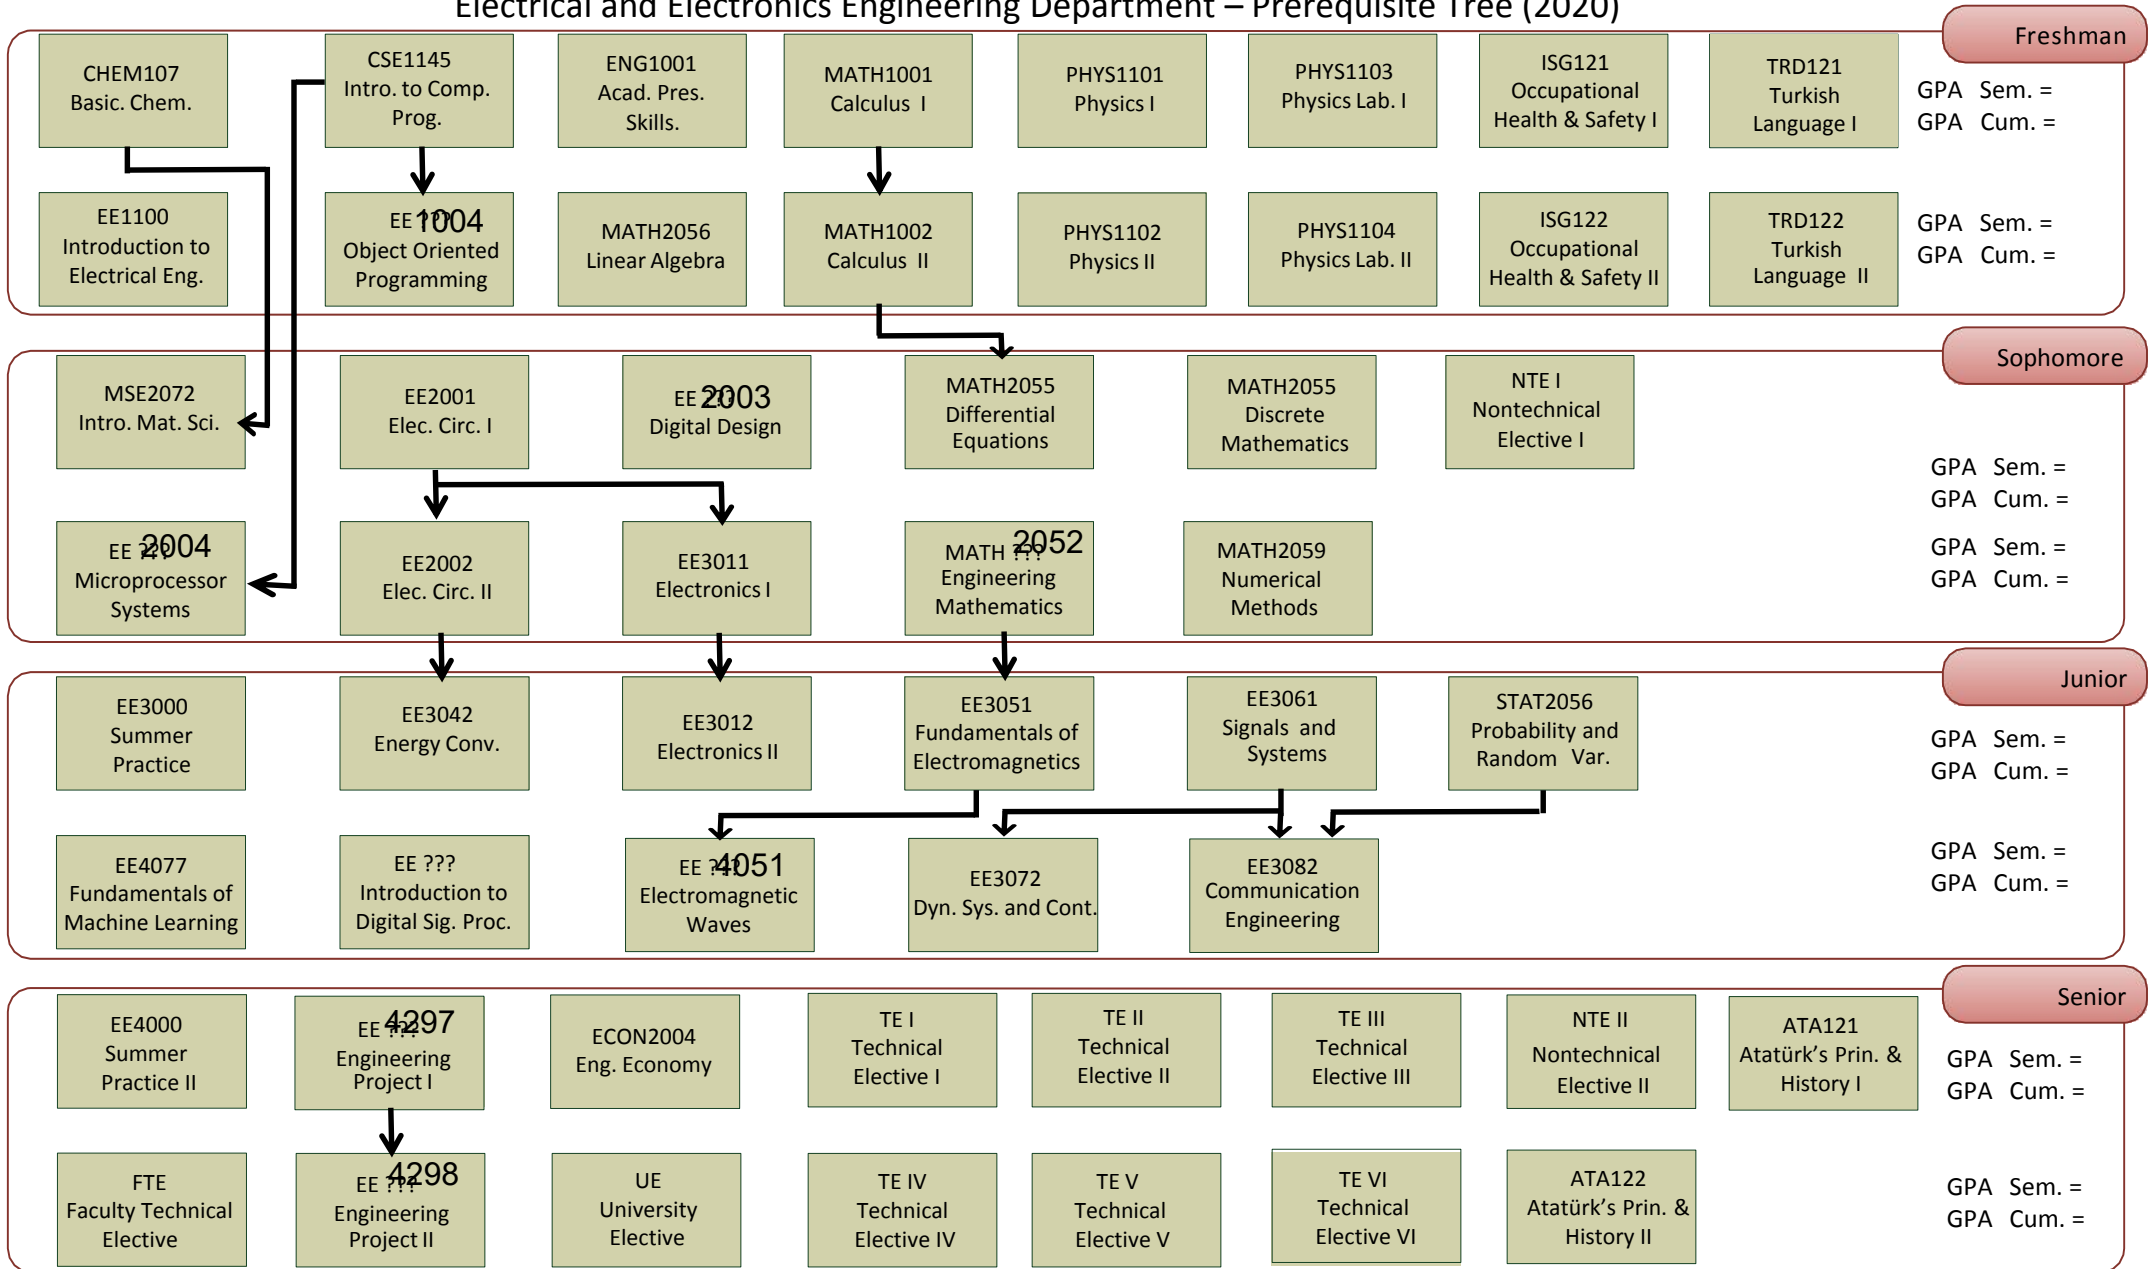 Electrical and Electronics Engineering Department – Prerequisite Tree (2020)
Freshman
CHEM107
Basic. Chem.
CSE1145
Intro. to Comp.
Prog.
ENG1001
Acad. Pres.
Skills.
MATH1001
Calculus I
PHYS1101
Physics I
PHYS1103
Physics Lab. I
ISG121
Occupational
Health & Safety I
TRD121
Turkish
Language I
GPA Sem. =
GPA Cum. =
EE1100
Introduction to
Electrical Eng.
EE ??? 1004
Object Oriented
Programming
MATH2056
Linear Algebra
MATH1002
Calculus II
PHYS1102
Physics II
PHYS1104
Physics Lab. II
ISG122
Occupational
Health & Safety II
TRD122
Turkish
Language II
GPA Sem. =
GPA Cum. =
Sophomore
MSE2072
Intro. Mat. Sci.
EE2001
Elec. Circ. I
EE ??? 2003
Digital Design
MATH2055
Differential
Equations
MATH2055
Discrete
Mathematics
NTE I
Nontechnical
Elective I
GPA Sem. =
GPA Cum. =
EE ??? 2004
Microprocessor
Systems
EE2002
Elec. Circ. II
EE3011
Electronics I
MATH ??? 2052
Engineering
Mathematics
MATH2059
Numerical
Methods
GPA Sem. =
GPA Cum. =
Junior
EE3000
Summer
Practice
EE3042
Energy Conv.
EE3012
Electronics II
EE3051
Fundamentals of
Electromagnetics
EE3061
Signals and
Systems
STAT2056
Probability and
Random Var.
GPA Sem. =
GPA Cum. =
EE4077
Fundamentals of
Machine Learning
EE ???
Introduction to
Digital Sig. Proc.
EE ??? 4051
Electromagnetic
Waves
EE3072
Dyn. Sys. and Cont.
EE3082
Communication
Engineering
GPA Sem. =
GPA Cum. =
Senior
EE4000
Summer
Practice II
EE ??? 4297
Engineering
Project I
ECON2004
Eng. Economy
TE I
Technical
Elective I
TE II
Technical
Elective II
TE III
Technical
Elective III
NTE II
Nontechnical
Elective II
ATA121
Atatürk’s Prin. &
History I
GPA Sem. =
GPA Cum. =
FTE
Faculty Technical
Elective
EE ??? 4298
Engineering
Project II
UE
University
Elective
TE IV
Technical
Elective IV
TE V
Technical
Elective V
TE VI
Technical
Elective VI
ATA122
Atatürk’s Prin. &
History II
GPA Sem. =
GPA Cum. =